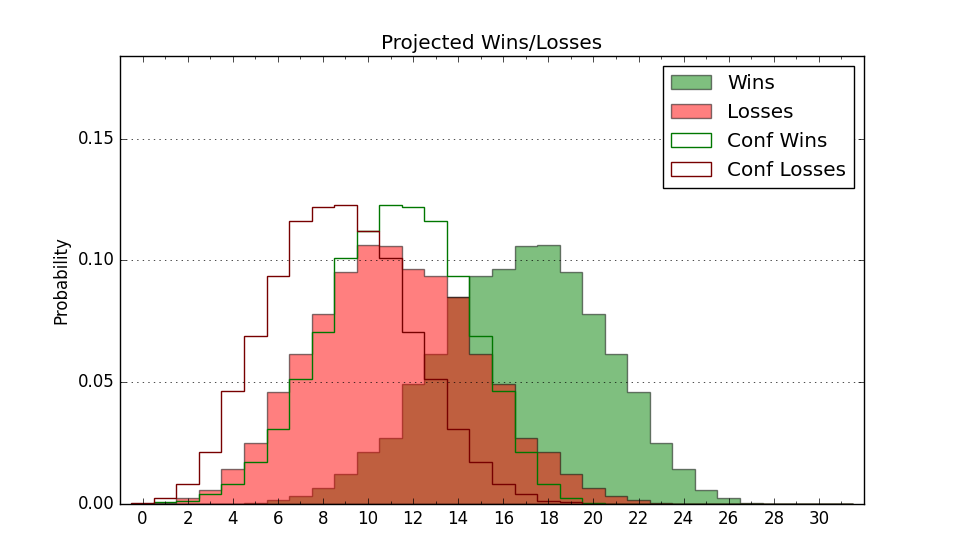 Projected Wins/Losses
Wins
Losses
Conf Wins
Conf Losses
Probability
0.15
0.10
0.05
0.00
0 2 4 6 8 10 12 14 16 18 20 22 24 26 28 30